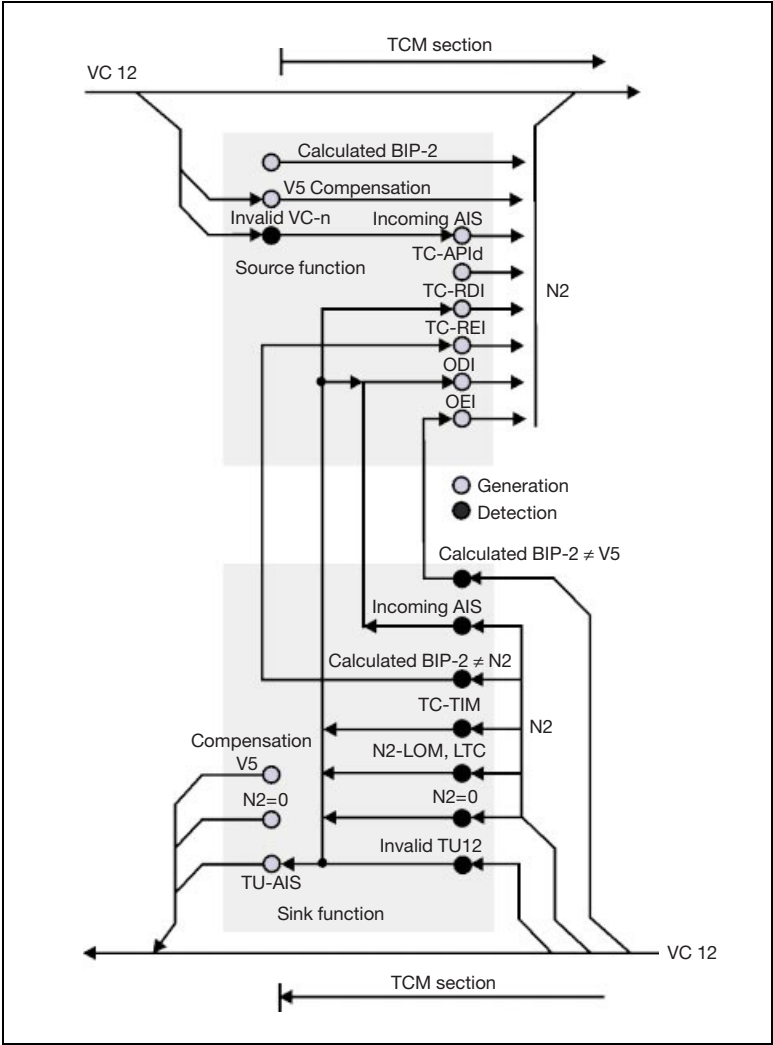 TCM section
VC 12
Calculated BIP-2
V5 Compensation
Invalid VC-n
Incoming AIS
TC-APId
Source function
TC-RDI
N2
TC-REI
ODI
OEI
Generation
Detection
Calculated BIP-2 ≠ V5
Incoming AIS
Calculated BIP-2 ≠ N2
TC-TIM
N2
Compensation
V5
N2-LOM, LTC
N2=0
N2=0
Invalid TU12
TU-AIS
Sink function
VC 12
TCM section